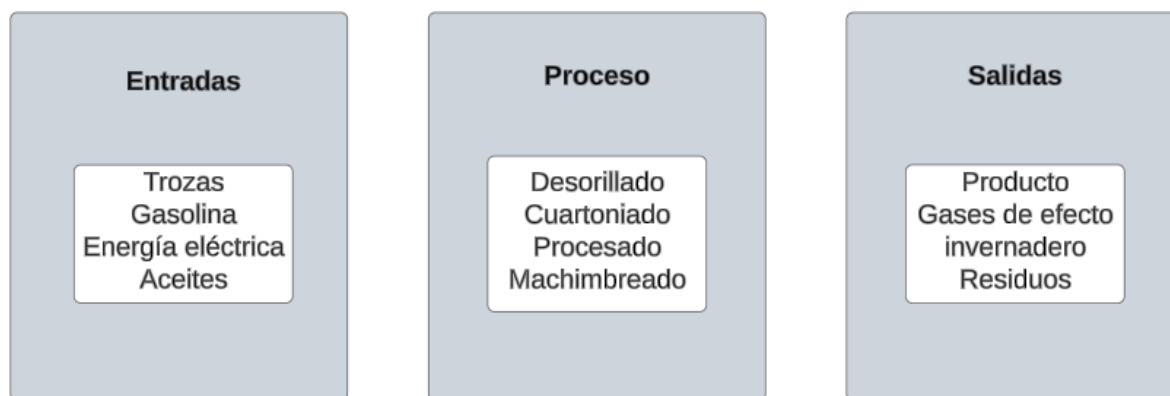 Entradas
Trozas
Gasolina
Energía eléctrica
Aceites
Proceso
Desorillado
Cuartoniado
Procesado
Machimbreado
Salidas
Producto
Gases de efecto
invernadero
Residuos